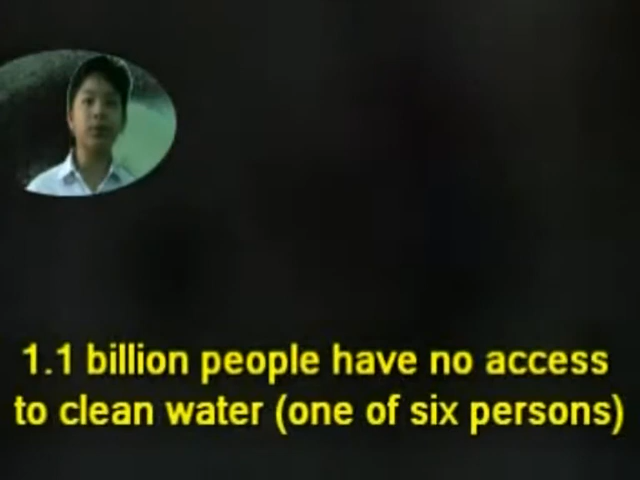 1.1 billion people have no access
to clean water (one of six persons)